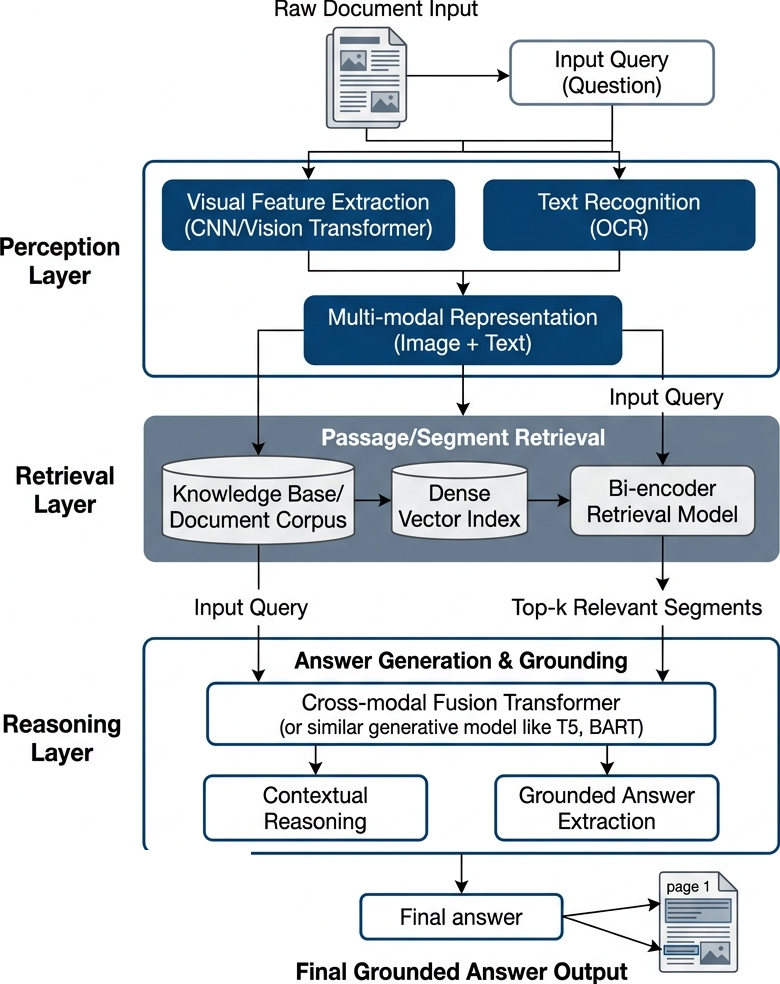 Raw Document Input
Input Query
(Question)
Perception
Layer
Visual Feature Extraction
(CNN/Vision Transformer)
Text Recognition
(OCR)
Multi-modal Representation
(Image + Text)
Input Query
Retrieval
Layer
Passage/Segment Retrieval
Knowledge Base/
Document Corpus
Dense
Vector Index
Bi-encoder
Retrieval Model
Input Query
Top-k Relevant Segments
Reasoning
Layer
Answer Generation & Grounding
Cross-modal Fusion Transformer
(or similar generative model like T5, BART)
Contextual
Reasoning
Grounded Answer
Extraction
Final answer
page 1
Final Grounded Answer Output